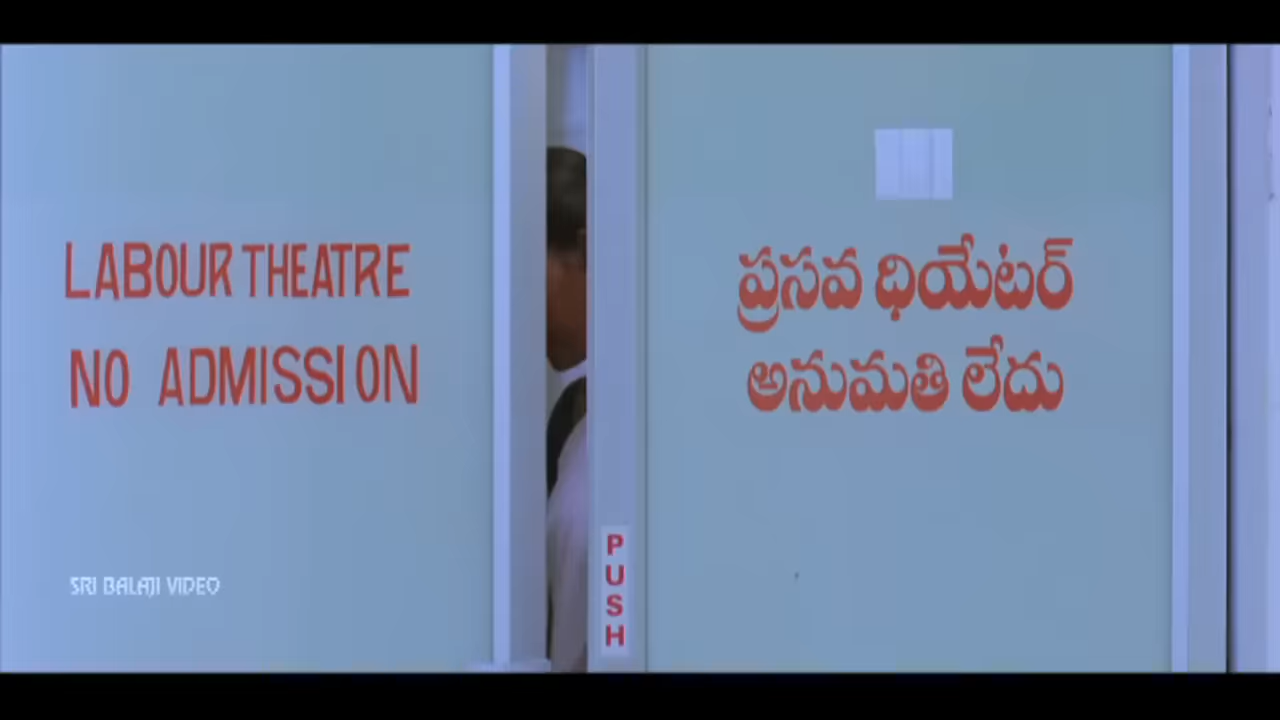 LABOUR THEATRE
NO ADMISSION
ప్రసవ ధియేటర్
అనుమతి లేదు
PUSH
SRI BALAJI VIDEO